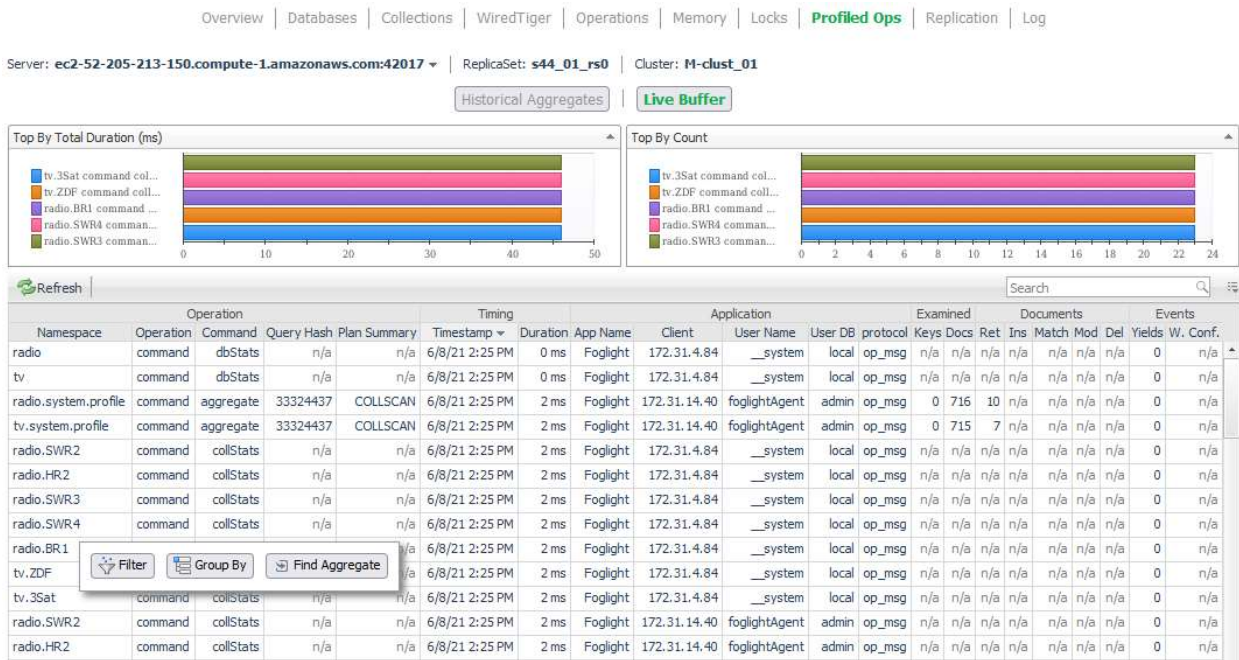 Overview | Databases | Collections | WiredTiger | Operations | Memory | Locks | Profiled Ops | Replication | Log
Server: ec2-52-205-213-150.compute-1.amazonaws.com:42017 | ReplicaSet: s44_01_rs0 | Cluster: M-clust_01
Historical Aggregates | Live Buffer
Top By Total Duration (ms)
tv.3Sat command col...
tv.ZDF command coll...
radio.BR1 command ...
radio.SWR4 comman...
radio.SWR3 comman...
0 10 20 30 40 50
Top By Count
tv.3Sat command col...
tv.ZDF command coll...
radio.BR1 command ...
radio.SWR4 comman...
radio.SWR3 comman...
0 2 4 6 8 10 12 14 16 18 20 22 24
Refresh Search
Operation Timing Application Examined Documents Events
Namespace Operation Command Query Hash Plan Summary Timestamp Duration App Name Client User Name User DB protocol Keys Docs Ret Ins Match Mod Del Yields W. Conf.
radio command dbStats n/a n/a 6/8/21 2:25 PM 0 ms Foglight 172.31.4.84 __system local op_msg n/a n/a n/a n/a n/a n/a n/a 0 n/a
tv command dbStats n/a n/a 6/8/21 2:25 PM 0 ms Foglight 172.31.4.84 __system local op_msg n/a n/a n/a n/a n/a n/a n/a 0 n/a
radio.system.profile command aggregate 33324437 COLLSCAN 6/8/21 2:25 PM 2 ms Foglight 172.31.14.40 foglightAgent admin op_msg 0 716 10 n/a n/a n/a n/a 0 n/a
tv.system.profile command aggregate 33324437 COLLSCAN 6/8/21 2:25 PM 2 ms Foglight 172.31.14.40 foglightAgent admin op_msg 0 715 7 n/a n/a n/a n/a 0 n/a
radio.SWR2 command collStats n/a n/a 6/8/21 2:25 PM 2 ms Foglight 172.31.4.84 __system local op_msg n/a n/a n/a n/a n/a n/a n/a 0 n/a
radio.HR2 command collStats n/a n/a 6/8/21 2:25 PM 2 ms Foglight 172.31.4.84 __system local op_msg n/a n/a n/a n/a n/a n/a n/a 0 n/a
radio.SWR3 command collStats n/a n/a 6/8/21 2:25 PM 2 ms Foglight 172.31.4.84 __system local op_msg n/a n/a n/a n/a n/a n/a n/a 0 n/a
radio.SWR4 command collStats n/a n/a 6/8/21 2:25 PM 2 ms Foglight 172.31.4.84 __system local op_msg n/a n/a n/a n/a n/a n/a n/a 0 n/a
radio.BR1 /a 6/8/21 2:25 PM 2 ms Foglight 172.31.4.84 __system local op_msg n/a n/a n/a n/a n/a n/a n/a 0 n/a
Filter Group By Find Aggregate
tv.ZDF /a 6/8/21 2:25 PM 2 ms Foglight 172.31.4.84 __system local op_msg n/a n/a n/a n/a n/a n/a n/a 0 n/a
tv.3Sat command collStats n/a n/a 6/8/21 2:25 PM 2 ms Foglight 172.31.4.84 __system local op_msg n/a n/a n/a n/a n/a n/a n/a 0 n/a
radio.SWR2 command collStats n/a n/a 6/8/21 2:25 PM 2 ms Foglight 172.31.14.40 foglightAgent admin op_msg n/a n/a n/a n/a n/a n/a n/a 0 n/a
radio.HR2 command collStats n/a n/a 6/8/21 2:25 PM 2 ms Foglight 172.31.14.40 foglightAgent admin op_msg n/a n/a n/a n/a n/a n/a n/a 0 n/a